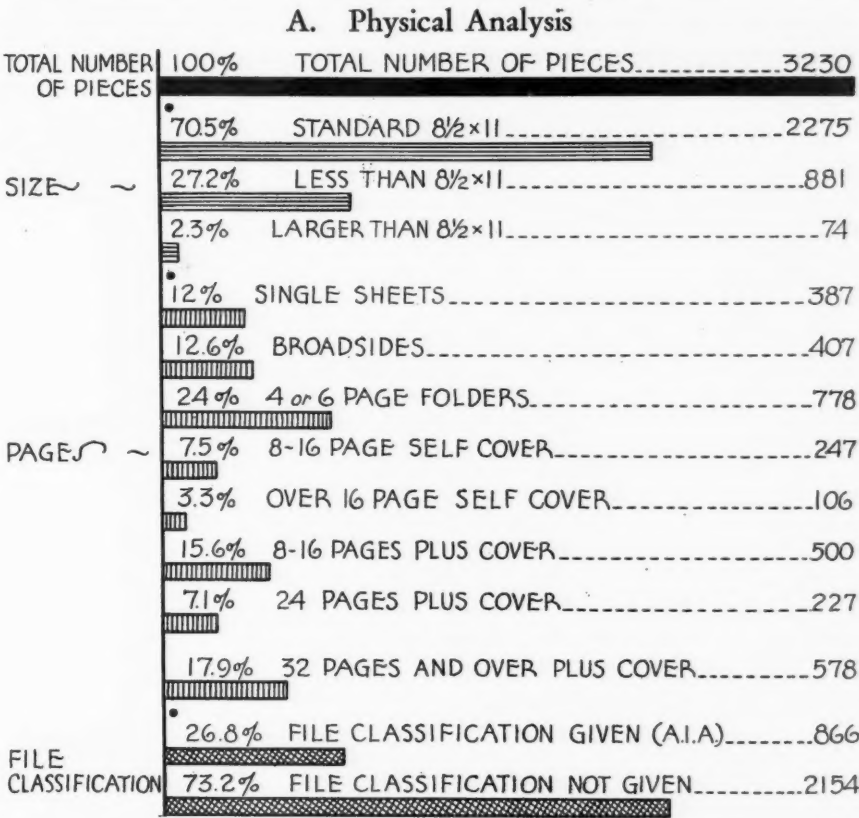 A. Physical Analysis
TOTAL NUMBER OF PIECES
100% TOTAL NUMBER OF PIECES 3230
SIZE
70.5% STANDARD 8½×11 2275
27.2% LESS THAN 8½×11 881
2.3% LARGER THAN 8½×11 74
PAGES
12% SINGLE SHEETS 387
12.6% BROADSIDES 407
24% 4 or 6 PAGE FOLDERS 778
7.5% 8-16 PAGE SELF COVER 247
3.3% OVER 16 PAGE SELF COVER 106
15.6% 8-16 PAGES PLUS COVER 500
7.1% 24 PAGES PLUS COVER 227
17.9% 32 PAGES AND OVER PLUS COVER 578
FILE CLASSIFICATION
26.8% FILE CLASSIFICATION GIVEN (A.I.A.) 866
73.2% FILE CLASSIFICATION NOT GIVEN 2154